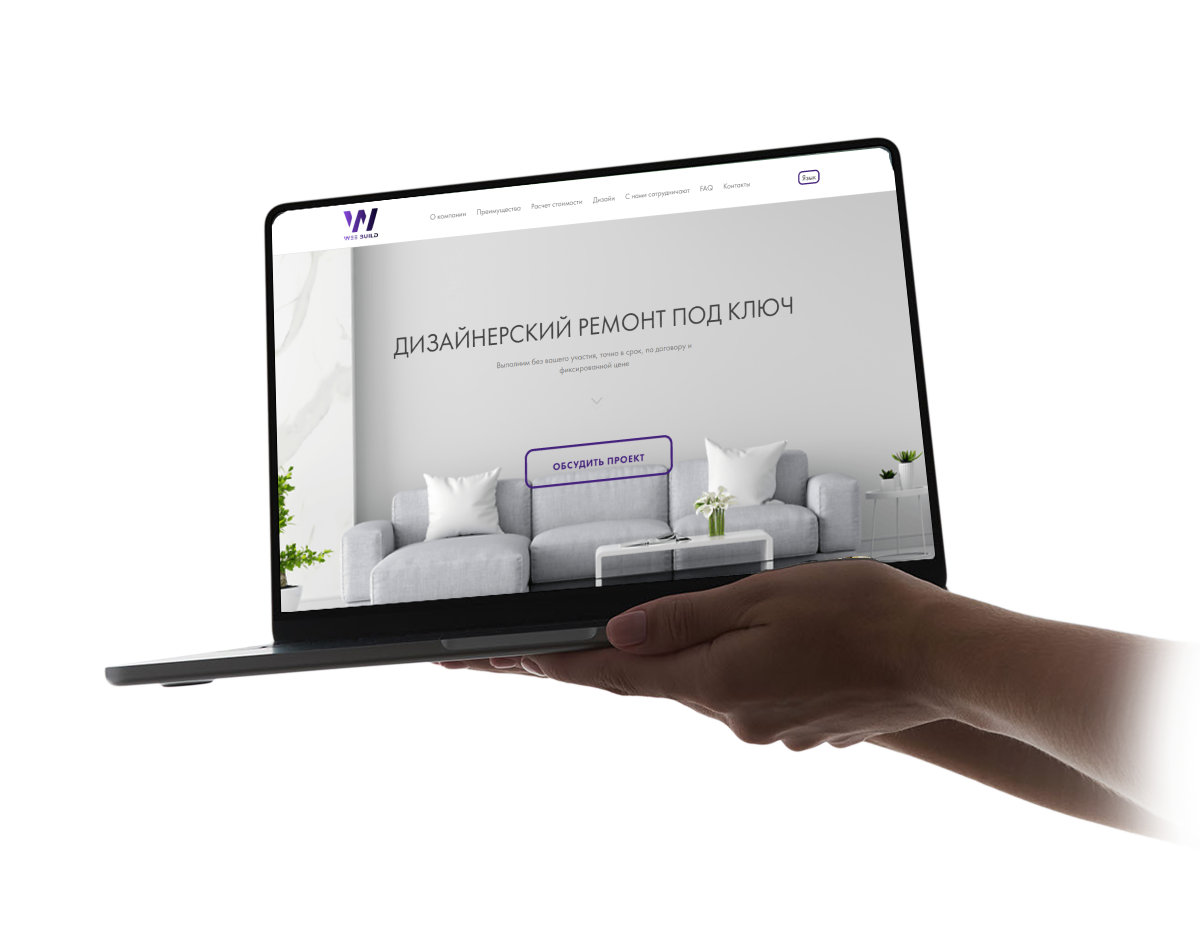 WEB BUILD
О компании Преимущества Расчет стоимости Дизайн С нами сотрудничают FAQ Контакты Язык
ДИЗАЙНЕРСКИЙ РЕМОНТ ПОД КЛЮЧ
Выполним без вашего участия, точно в срок, по договору и
фиксированной цене
ОБСУДИТЬ ПРОЕКТ